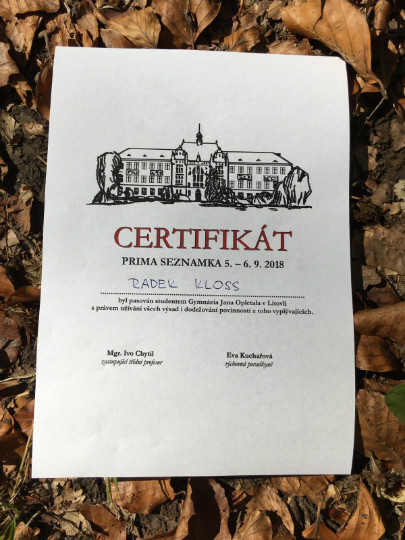 CERTIFIKÁT
PRIMA SEZNAMKA 5. – 6. 9. 2018
RADEK KLOSS
byl pasován studentem Gymnázia Jana Opletala v Litovli
s právem užívání všech výsad i dodržování povinností z toho vyplývajících.
Mgr. Ivo Chytil
zastupující třídní profesor
Eva Kuchařová
výchovná poradkyně